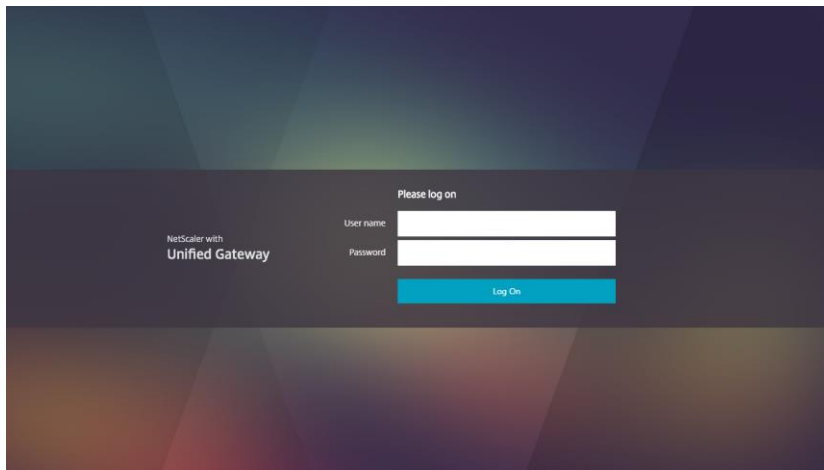 Please log on
User name
NetScaler with
Unified Gateway
Password
Log On